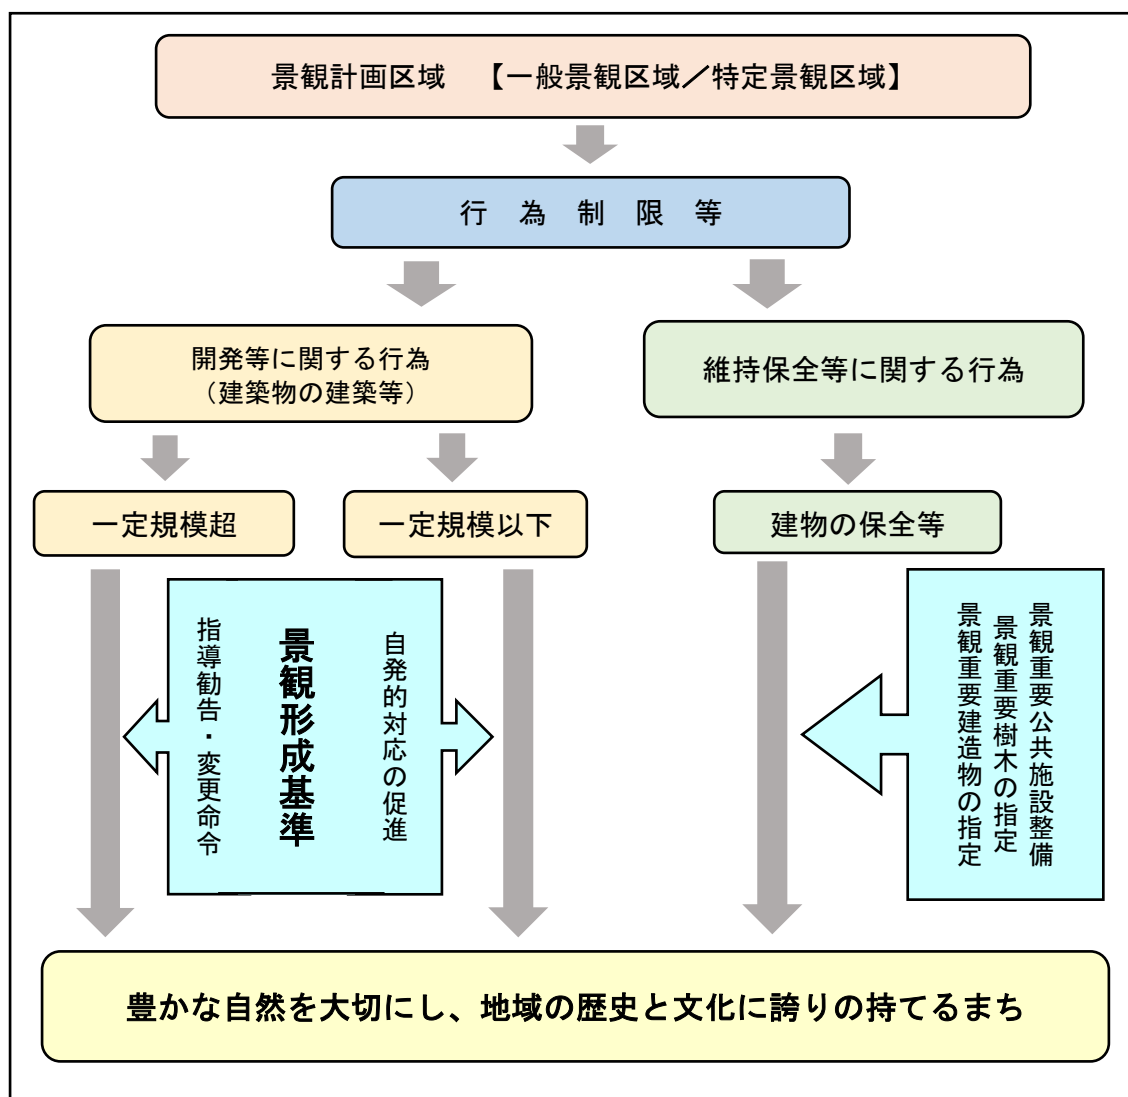 景観計画区域　【一般景観区域／特定景観区域】
行　為　制　限　等
開発等に関する行為
（建築物の建築等）
維持保全等に関する行為
一定規模超
一定規模以下
建物の保全等
指導勧告・変更命令
景観形成基準
自発的対応の促進
景観重要公共施設整備
景観重要樹木の指定
景観重要建造物の指定
豊かな自然を大切にし、地域の歴史と文化に誇りの持てるまち